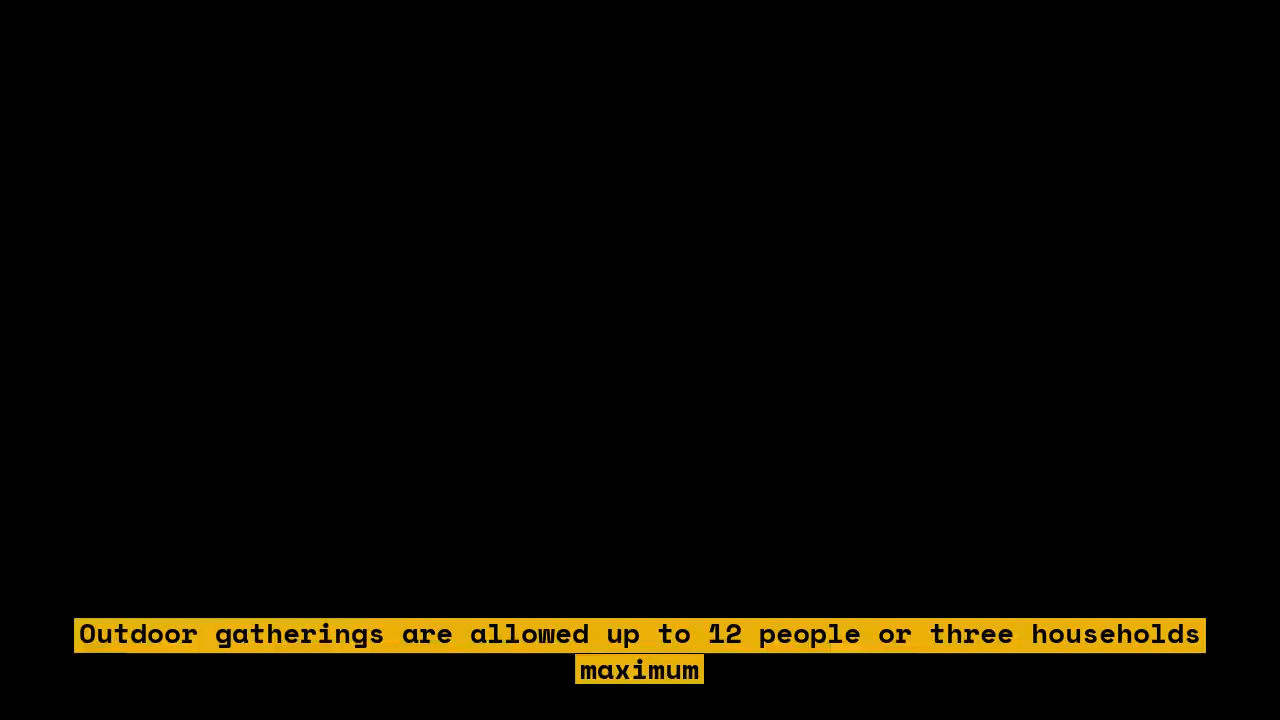 Outdoor gatherings are allowed up to 12 people or three households
maximum